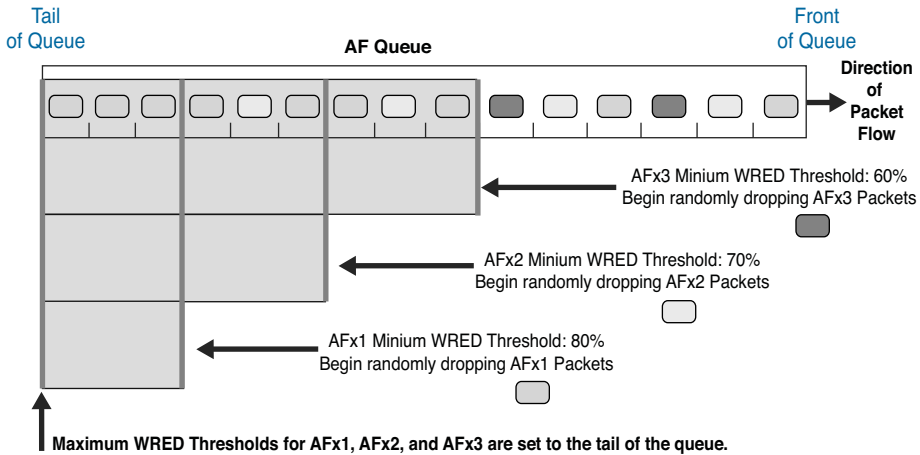 Tail
of Queue
AF Queue
Front
of Queue
Direction
of
Packet
Flow
AFx3 Minium WRED Threshold: 60%
Begin randomly dropping AFx3 Packets
AFx2 Minium WRED Threshold: 70%
Begin randomly dropping AFx2 Packets
AFx1 Minium WRED Threshold: 80%
Begin randomly dropping AFx1 Packets
Maximum WRED Thresholds for AFx1, AFx2, and AFx3 are set to the tail of the queue.